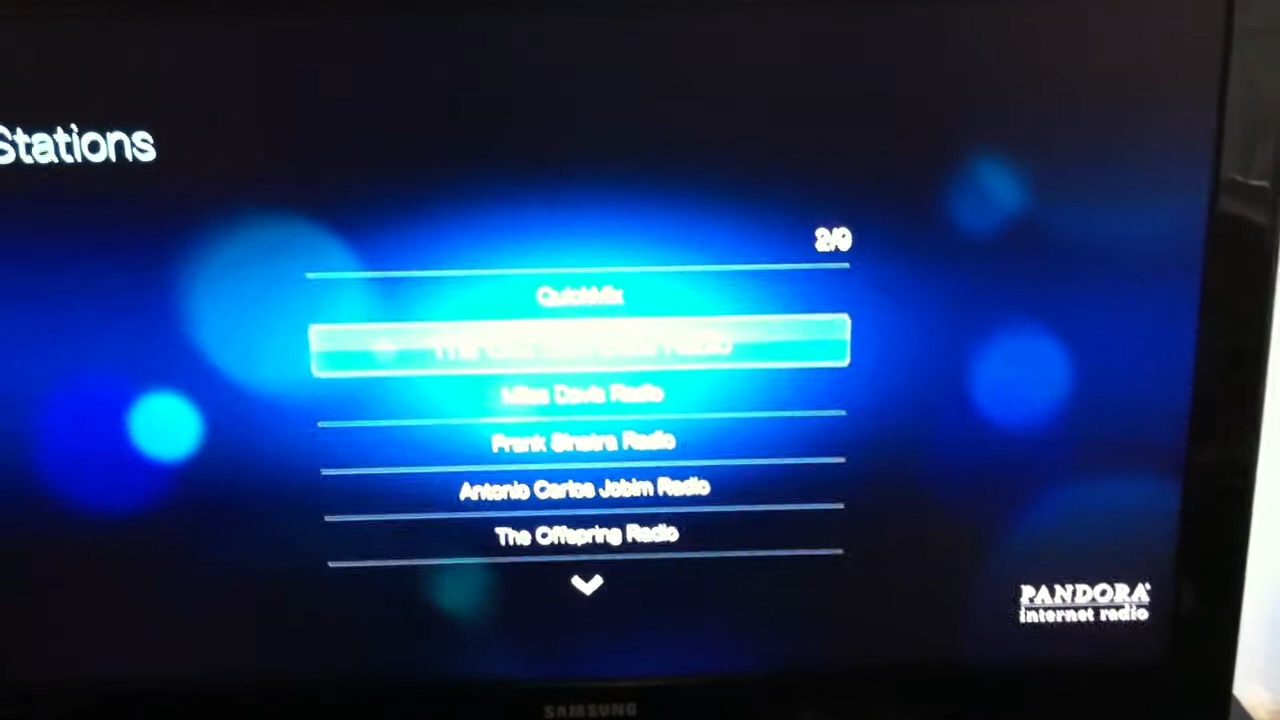 Stations
2/9
QuickMix
Radio
Miles Davis Radio
Frank Sinatra Radio
Antonio Carlos Jobim Radio
The Offspring Radio
PANDORA
internet radio
SAMSUNG